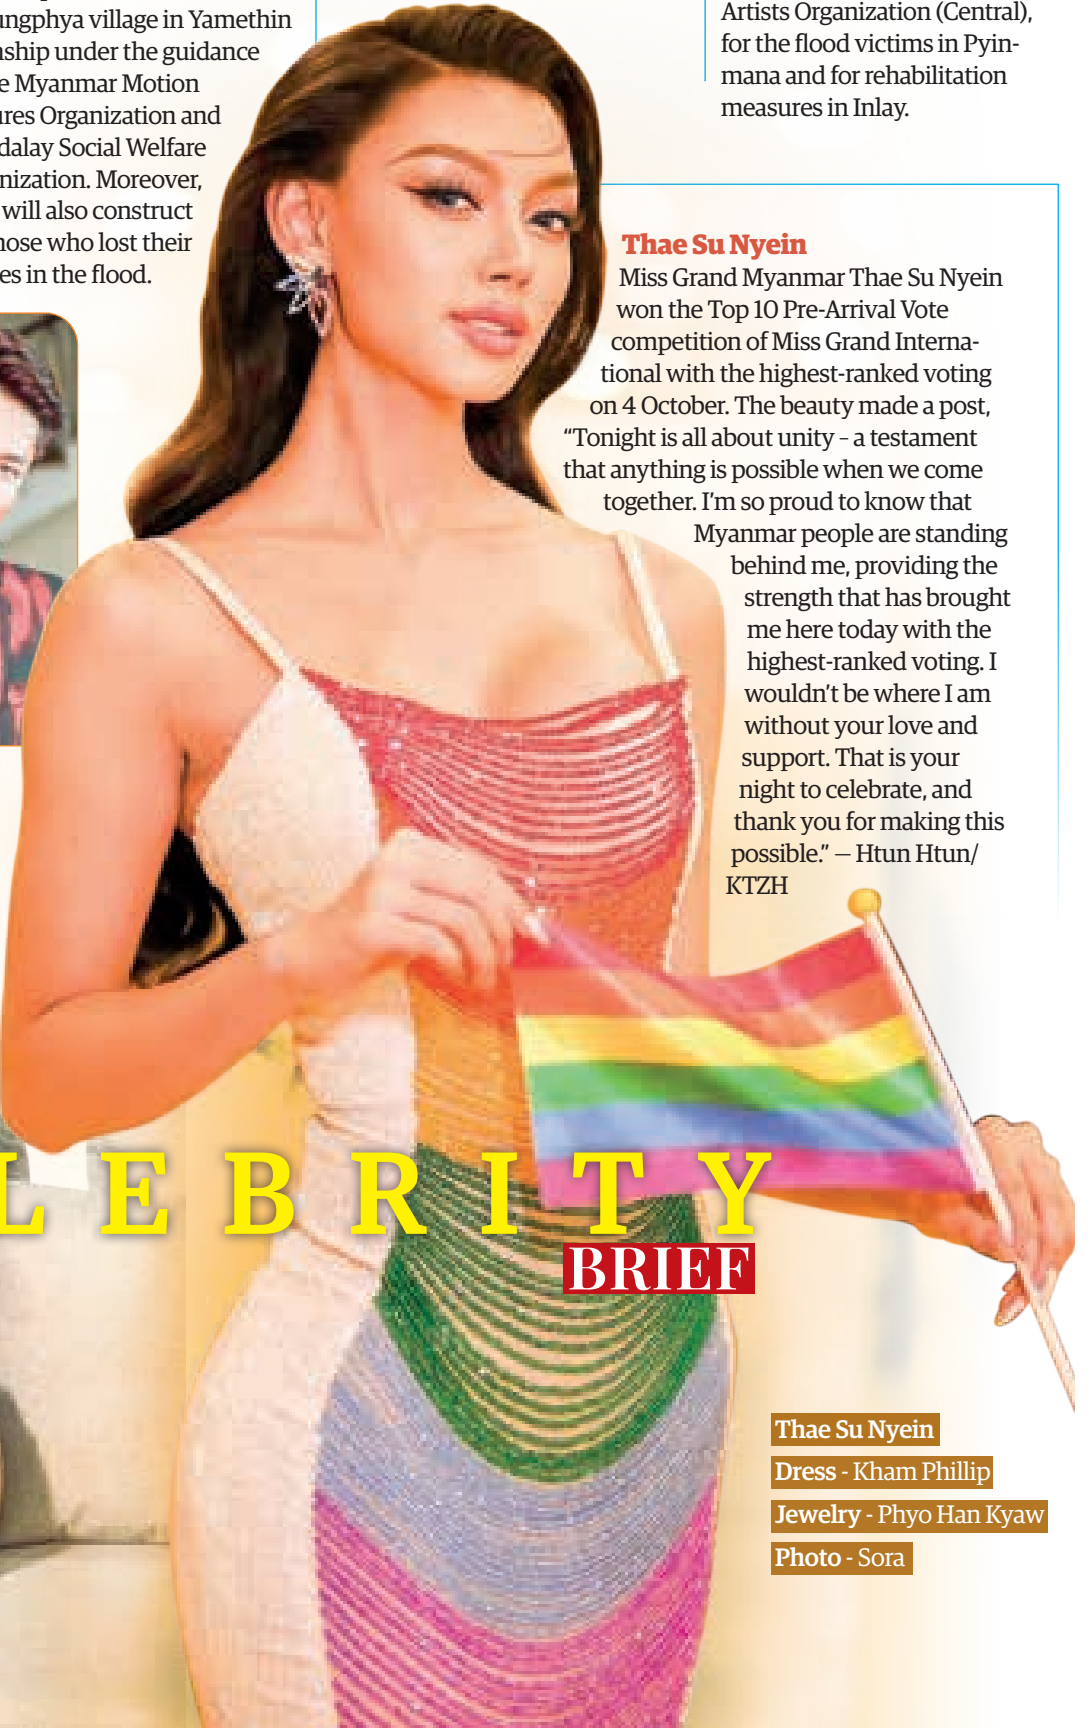 ungphya village in Yamethin
nship under the guidance
e Myanmar Motion
ures Organization and
dalay Social Welfare
nization. Moreover,
will also construct
hose who lost their
es in the flood.
Artists Organization (Central),
for the flood victims in Pyin-
mana and for rehabilitation
measures in Inlay.
Thae Su Nyein
Miss Grand Myanmar Thae Su Nyein
won the Top 10 Pre-Arrival Vote
competition of Miss Grand Interna-
tional with the highest-ranked voting
on 4 October. The beauty made a post,
“Tonight is all about unity – a testament
that anything is possible when we come
together. I’m so proud to know that
Myanmar people are standing
behind me, providing the
strength that has brought
me here today with the
highest-ranked voting. I
wouldn’t be where I am
without your love and
support. That is your
night to celebrate, and
thank you for making this
possible.” — Htun Htun/
KTZH
LEBRITY
BRIEF
Thae Su Nyein
Dress - Kham Phillip
Jewelry - Phyo Han Kyaw
Photo - Sora